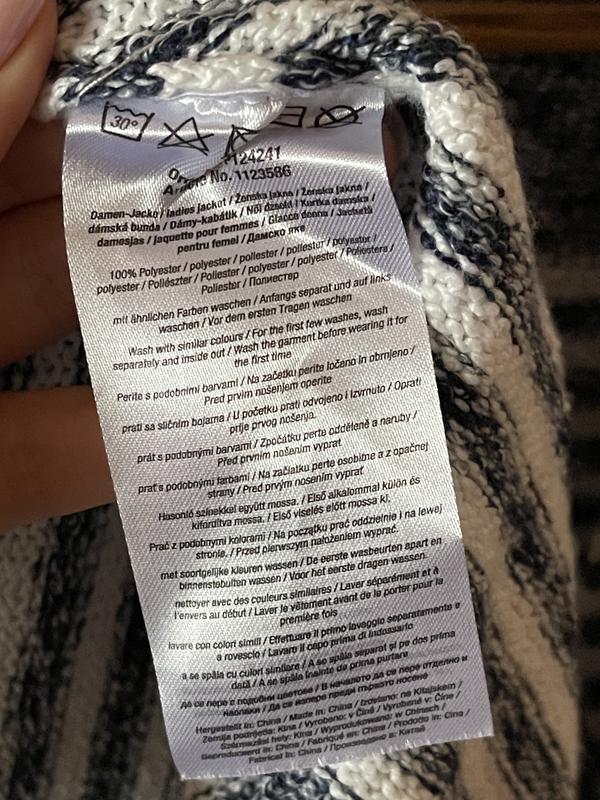 30°
124241
No. 1123586
Damen-Jacke / ladies jacket / Ženska jakna / Ženska jakna /
dámská bunda / Dámy-kabátik / Női dzseki / Kurtka damska /
damesjas / jaquette pour femmes / Giacca donna / Jachetă
pentru femei / Дамско яке
100% Polyester / polyester / poliester / poliester / polyester /
polyester / Poliészter / Poliester / polyester / polyester / Poliestere /
Poliester / Полиестер
mit ähnlichen Farben waschen / Anfangs separat und auf links
waschen / Vor dem ersten Tragen waschen
Wash with similar colours / For the first few washes, wash
separately and inside out / Wash the garment before wearing it for
the first time
Perite s podobnimi barvami / Na začetku perite ločeno in obrnjeno /
Pred prvim nošenjem operite
prati sa sličnim bojama / U početku prati odvojeno i izvrnuto / Oprati
prije prvog nošenja.
prát s podobnými barvami / Zpočátku perte odděleně a naruby /
Před prvním nošením vyprat
prať s podobnými farbami / Na začiatku perte osobitne a z opačnej
strany / Pred prvým nosením vyprať
Hasonló színekkel együtt mossa. / Első alkalommal külön és
kifordítva mossa. / Első viselés előtt mossa ki.
Prać z podobnymi kolorami / Na początku prać oddzielnie i na lewej
stronie. / Przed pierwszym nałożeniem wyprać.
met soortgelijke kleuren wassen / De eerste wasbeurten apart en
binnenstebuiten wassen / Voor het eerste dragen wassen.
nettoyer avec des couleurs similaires / Laver séparément et à
l'envers au début / Laver le vêtement avant de le porter pour la
première fois
lavare con colori simili / Effettuare il primo lavaggio separatamente e
a rovescio / Lavare il capo prima di indossarlo
a se spăla cu culori similare / A se spăla separat și pe dos prima
dată / A se spăla înainte de prima purtare
да се пере с подобни цветове / В началото да се пере отделно и
наопаки / Да се изпере преди първото носене
Hergestellt in: China / Made in: China / Izdelano: na Kitajskem /
Zemlja podrijetla: Kina / Vyrobeno: v Číně / Vyrobené v: Číne /
Származási hely: Kína / Wyprodukowano: w Chinach /
Geproduceerd in: China / Fabriqué en: China / Prodotto in: Cina /
Fabricat în: China / Произведено в: Китай